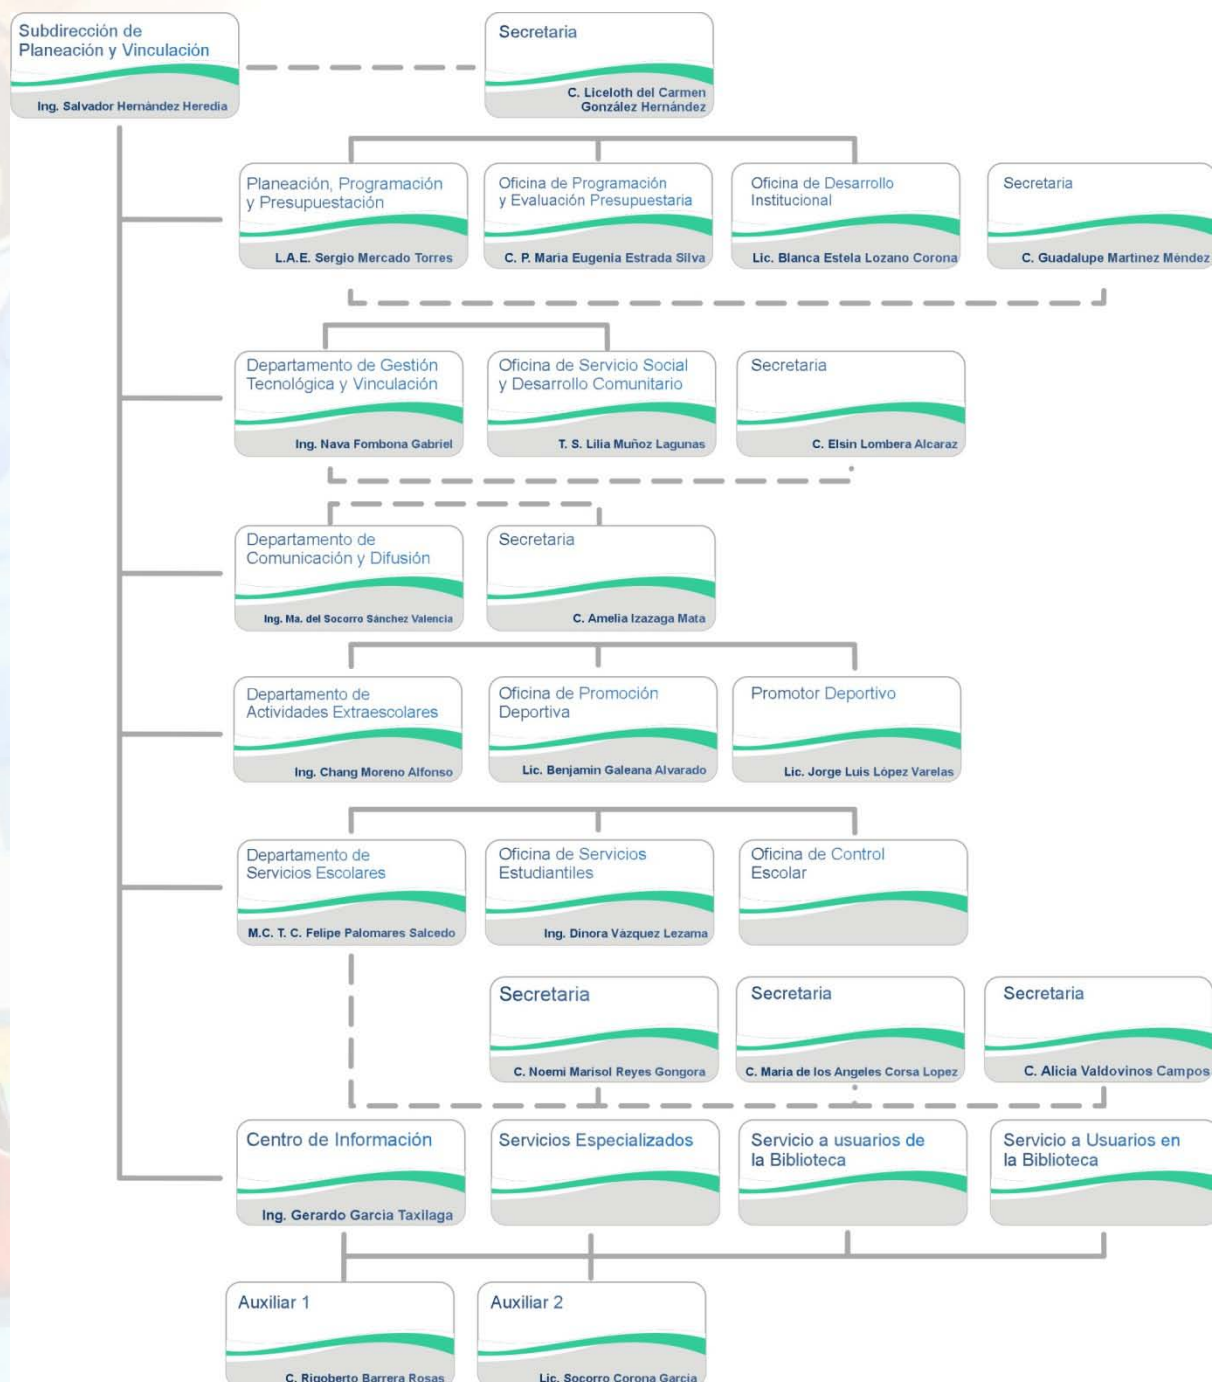 Subdirección de
Planeación y Vinculación
Ing. Salvador Hernández Heredia
Secretaria
C. Liceloth del Carmen
González Hernández
Planeación, Programación
y Presupuestación
L.A.E. Sergio Mercado Torres
Oficina de Programación
y Evaluación Presupuestaria
C. P. María Eugenia Estrada Silva
Oficina de Desarrollo
Institucional
Lic. Blanca Estela Lozano Corona
Secretaria
C. Guadalupe Martínez Méndez
Departamento de Gestión
Tecnológica y Vinculación
Ing. Nava Fombona Gabriel
Oficina de Servicio Social
y Desarrollo Comunitario
T. S. Lilia Muñoz Lagunas
Secretaria
C. Elsin Lombera Alcaraz
Departamento de
Comunicación y Difusión
Ing. Ma. del Socorro Sánchez Valencia
Secretaria
C. Amelia Izazaga Mata
Departamento de
Actividades Extraescolares
Ing. Chang Moreno Alfonso
Oficina de Promoción
Deportiva
Lic. Benjamín Galeana Alvarado
Promotor Deportivo
Lic. Jorge Luis López Varelas
Departamento de
Servicios Escolares
M.C. T. C. Felipe Palomares Salcedo
Oficina de Servicios
Estudiantiles
Ing. Dinora Vázquez Lezama
Oficina de Control
Escolar
Secretaria
C. Noemi Marisol Reyes Gongora
Secretaria
C. María de los Angeles Corsa Lopez
Secretaria
C. Alicia Valdovinos Campos
Centro de Información
Ing. Gerardo García Taxilaga
Servicios Especializados
Servicio a usuarios de
la Biblioteca
Servicio a Usuarios en
la Biblioteca
Auxiliar 1
C. Rigoberto Barrera Rosas
Auxiliar 2
Lic. Socorro Corona García